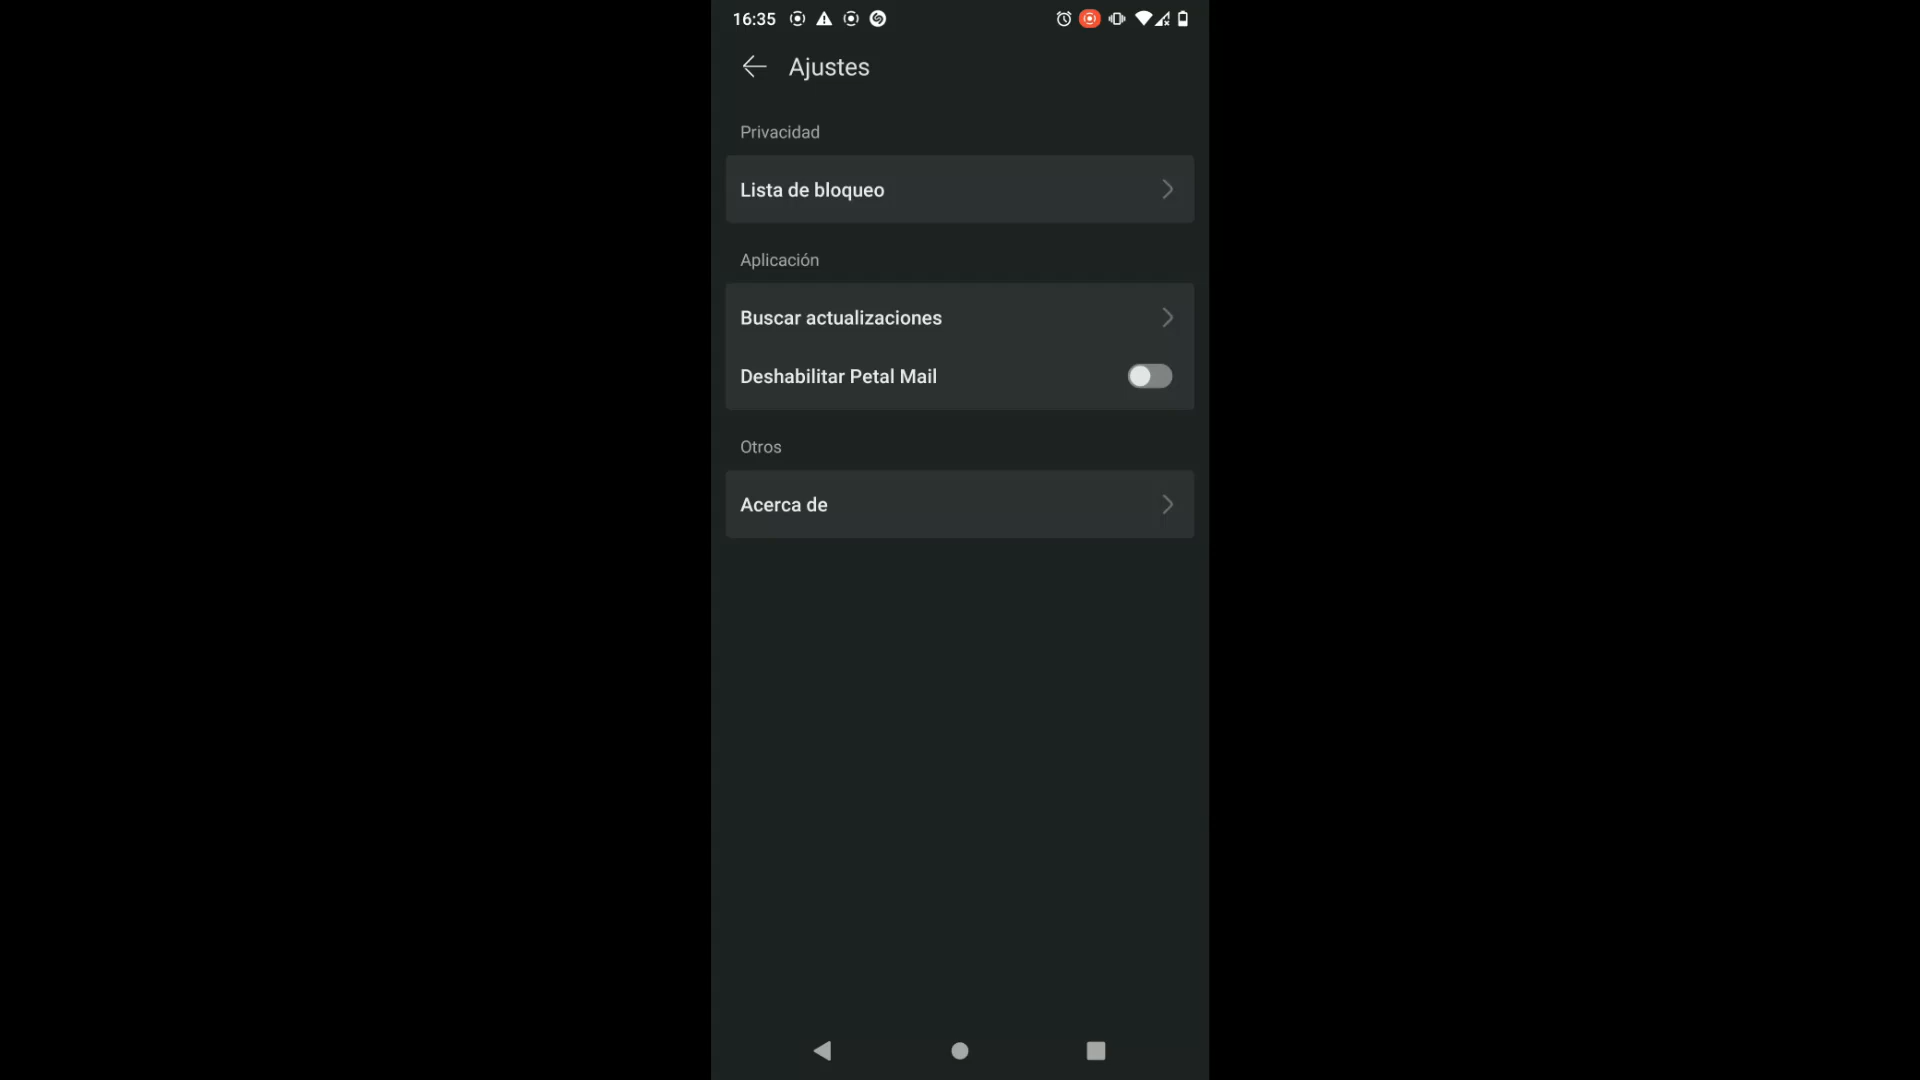 16:35
Ajustes
Privacidad
Lista de bloqueo
Aplicación
Buscar actualizaciones
Deshabilitar Petal Mail
Otros
Acerca de